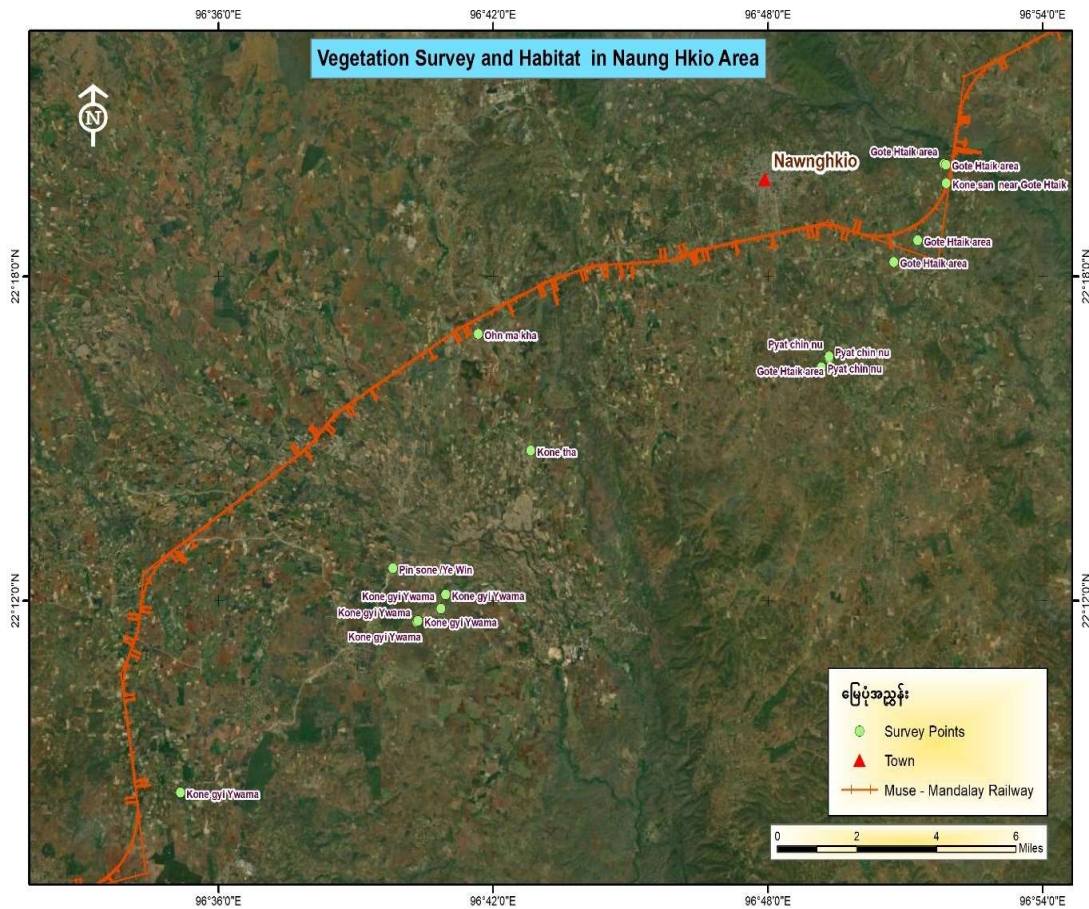 96°36'0"E
96°42'0"E
96°48'0"E
96°54'0"E
Vegetation Survey and Habitat in Naung Hkio Area
N
Nawnghkio
Gote Htaik area
Gote Htaik area
Kone san near Gote Htaik
Gote Htaik area
Gote Htaik area
22°18'0"N
22°18'0"N
Ohn ma kha
Pyat chin nu
Pyat chin nu
Gote Htaik area
Pyat chin nu
Kone tha
Pin sone /Ye Win
22°12'0"N
22°12'0"N
Kone gyi Ywama
Kone gyi Ywama
Kone gyi Ywama
Kone gyi Ywama
Kone gyi Ywama
Kone gyi Ywama
မြေပုံအညွှန်း
Survey Points
Town
Muse - Mandalay Railway
0 2 4 6
Miles
96°36'0"E
96°42'0"E
96°48'0"E
96°54'0"E